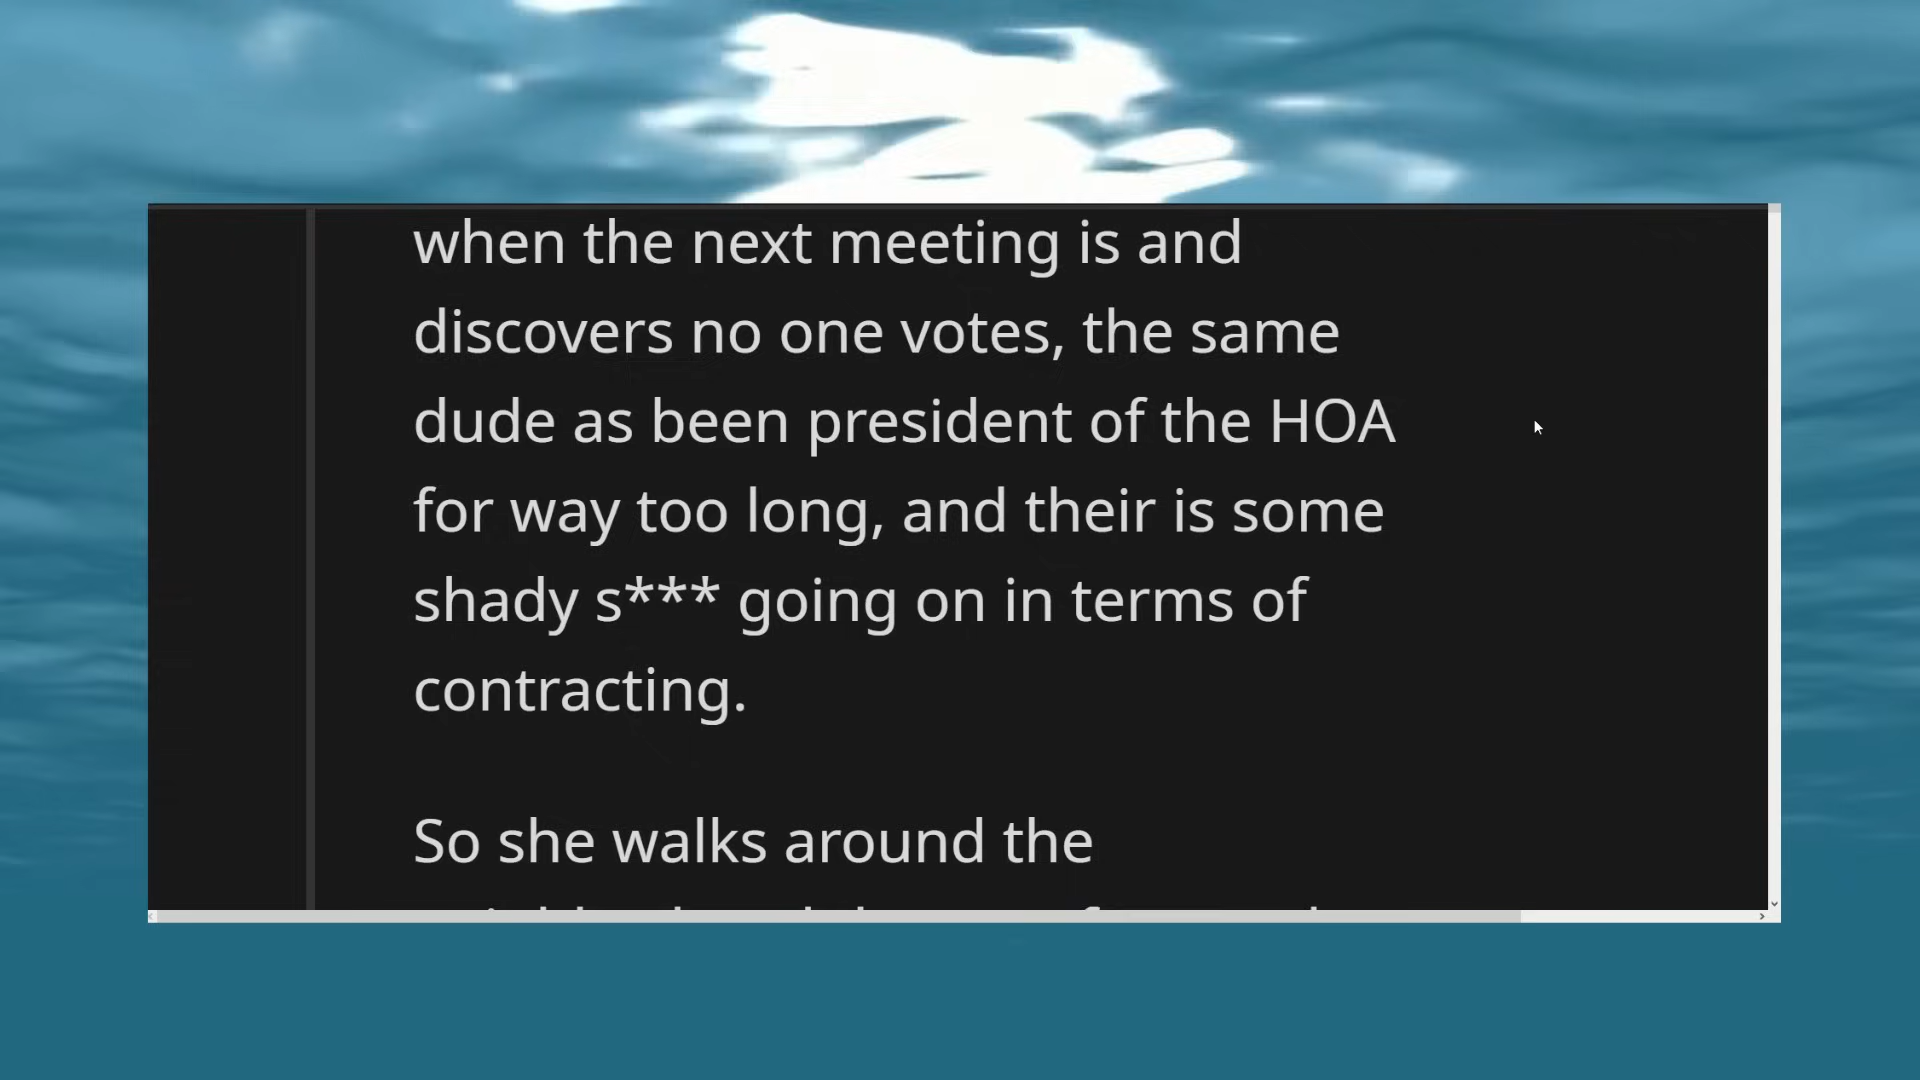 when the next meeting is and
discovers no one votes, the same
dude as been president of the HOA
for way too long, and their is some
shady s*** going on in terms of
contracting.
So she walks around the